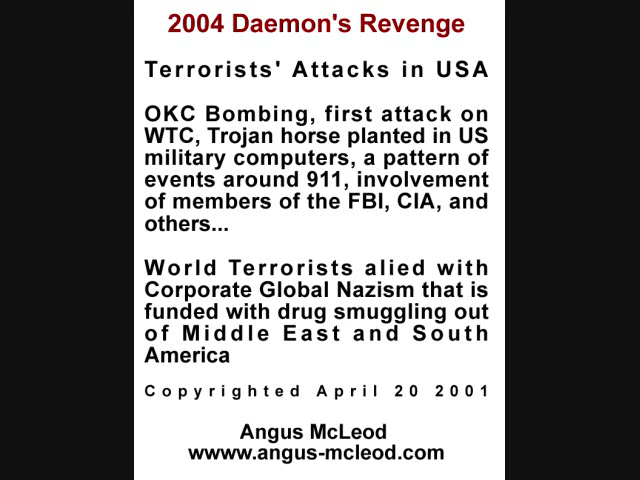 2004 Daemon's Revenge
Terrorists' Attacks in USA
OKC Bombing, first attack on
WTC, Trojan horse planted in US
military computers, a pattern of
events around 911, involvement
of members of the FBI, CIA, and
others...
World Terrorists alied with
Corporate Global Nazism that is
funded with drug smuggling out
of Middle East and South
America
Copyrighted April 20 2001
Angus McLeod
wwww.angus-mcleod.com